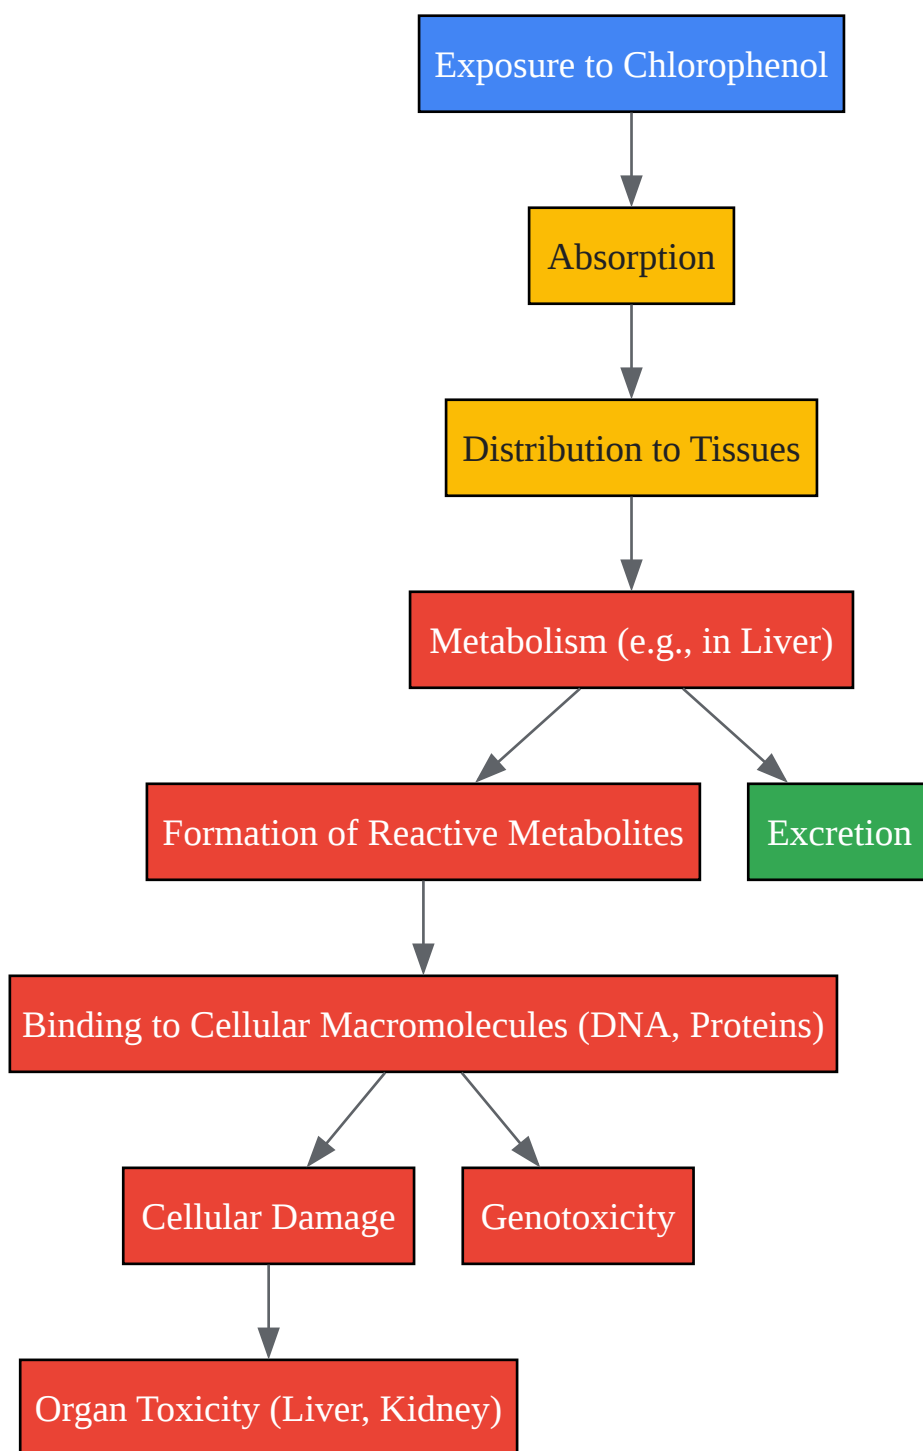 Exposure to Chlorophenol
Absorption
Distribution to Tissues
Metabolism (e.g., in Liver)
Formation of Reactive Metabolites
Excretion
Binding to Cellular Macromolecules (DNA, Proteins)
Cellular Damage
Genotoxicity
Organ Toxicity (Liver, Kidney)